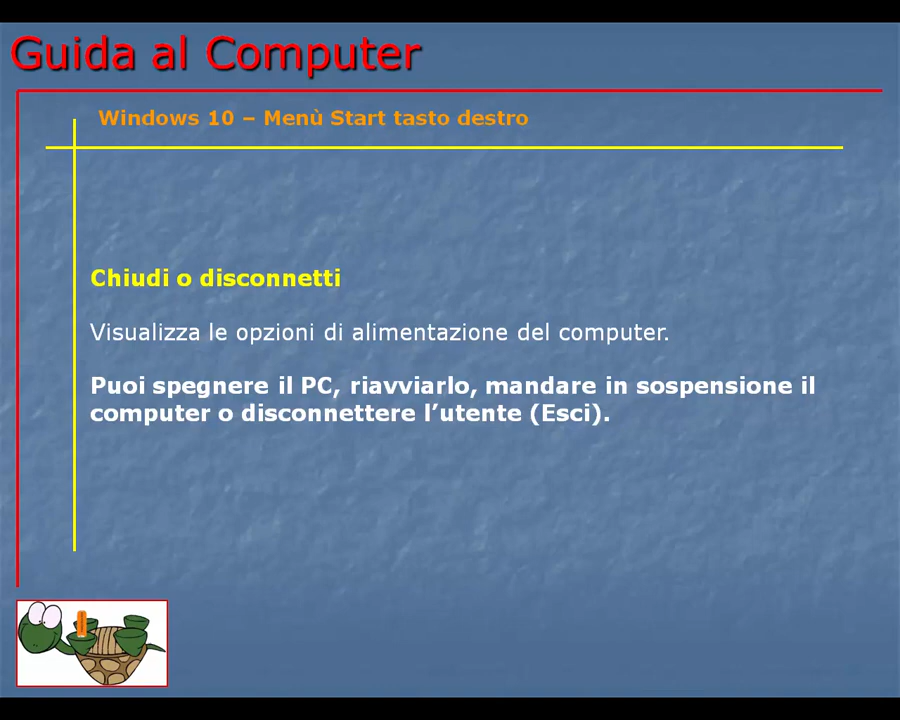 Guida al Computer
Windows 10 – Menù Start tasto destro
Chiudi o disconnetti
Visualizza le opzioni di alimentazione del computer.
Puoi spegnere il PC, riavviarlo, mandare in sospensione il
computer o disconnettere l’utente (Esci).